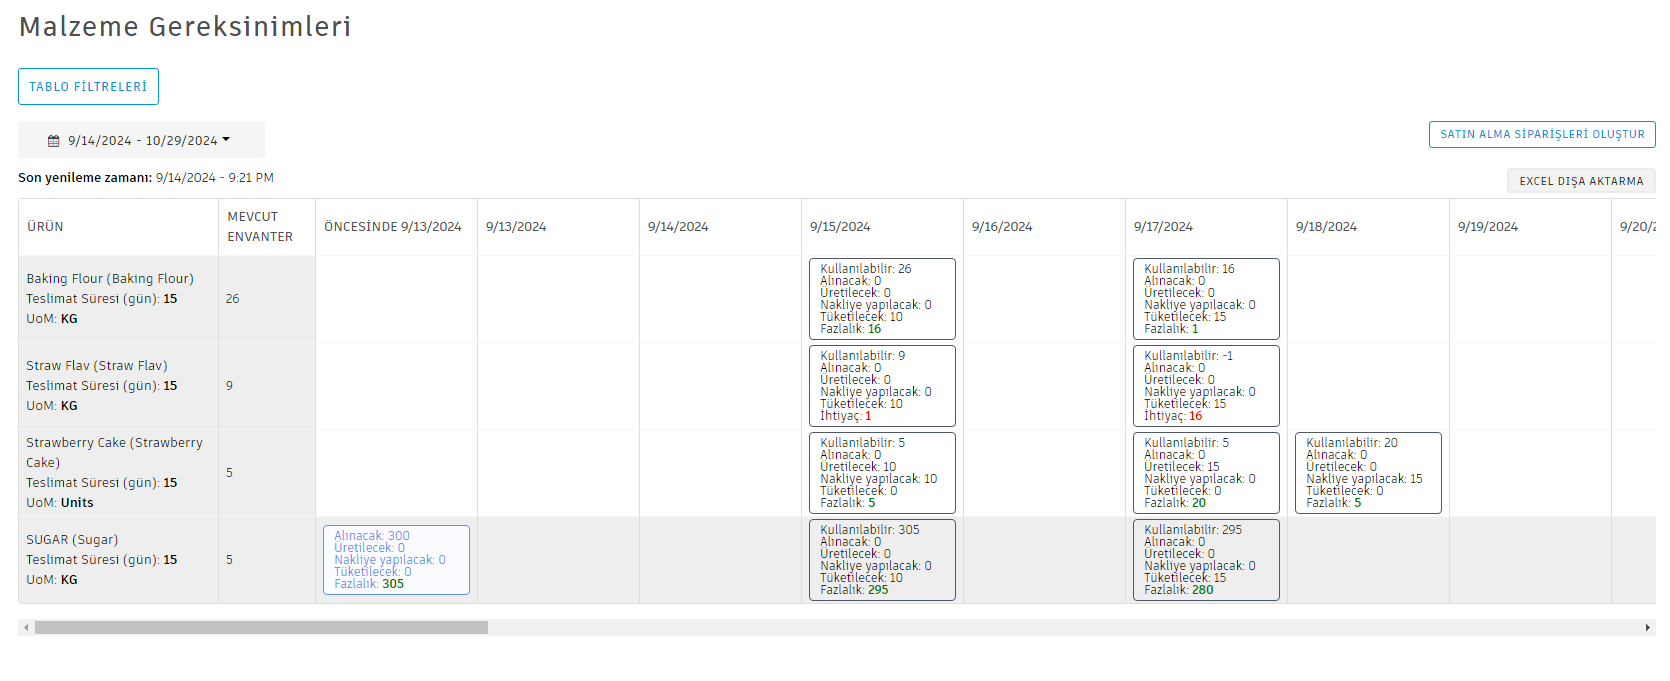 Malzeme Gereksinimleri
TABLO FİLTRELERİ
9/14/2024 - 10/29/2024
SATIN ALMA SİPARİŞLERİ OLUŞTUR
Son yenileme zamanı: 9/14/2024 - 9:21 PM
EXCEL DIŞA AKTARMA
ÜRÜN
MEVCUT
ENVANTER
ÖNCESİNDE 9/13/2024
9/13/2024
9/14/2024
9/15/2024
9/16/2024
9/17/2024
9/18/2024
9/19/2024
9/20/2
Baking Flour (Baking Flour)
Teslimat Süresi (gün): 15
UoM: KG
26
Kullanılabilir: 26
Alınacak: 0
Üretilecek: 0
Nakliye yapılacak: 0
Tüketilecek: 10
Fazlalık: 16
Kullanılabilir: 16
Alınacak: 0
Üretilecek: 0
Nakliye yapılacak: 0
Tüketilecek: 15
Fazlalık: 1
Straw Flav (Straw Flav)
Teslimat Süresi (gün): 15
UoM: KG
9
Kullanılabilir: 9
Alınacak: 0
Üretilecek: 0
Nakliye yapılacak: 0
Tüketilecek: 10
İhtiyaç: 1
Kullanılabilir: -1
Alınacak: 0
Üretilecek: 0
Nakliye yapılacak: 0
Tüketilecek: 15
İhtiyaç: 16
Strawberry Cake (Strawberry
Cake)
Teslimat Süresi (gün): 15
UoM: Units
5
Kullanılabilir: 5
Alınacak: 0
Üretilecek: 10
Nakliye yapılacak: 10
Tüketilecek: 0
Fazlalık: 5
Kullanılabilir: 5
Alınacak: 0
Üretilecek: 15
Nakliye yapılacak: 0
Tüketilecek: 0
Fazlalık: 20
Kullanılabilir: 20
Alınacak: 0
Üretilecek: 0
Nakliye yapılacak: 15
Tüketilecek: 0
Fazlalık: 5
SUGAR (Sugar)
Teslimat Süresi (gün): 15
UoM: KG
5
Alınacak: 300
Üretilecek: 0
Nakliye yapılacak: 0
Tüketilecek: 0
Fazlalık: 305
Kullanılabilir: 305
Alınacak: 0
Üretilecek: 0
Nakliye yapılacak: 0
Tüketilecek: 10
Fazlalık: 295
Kullanılabilir: 295
Alınacak: 0
Üretilecek: 0
Nakliye yapılacak: 0
Tüketilecek: 15
Fazlalık: 280